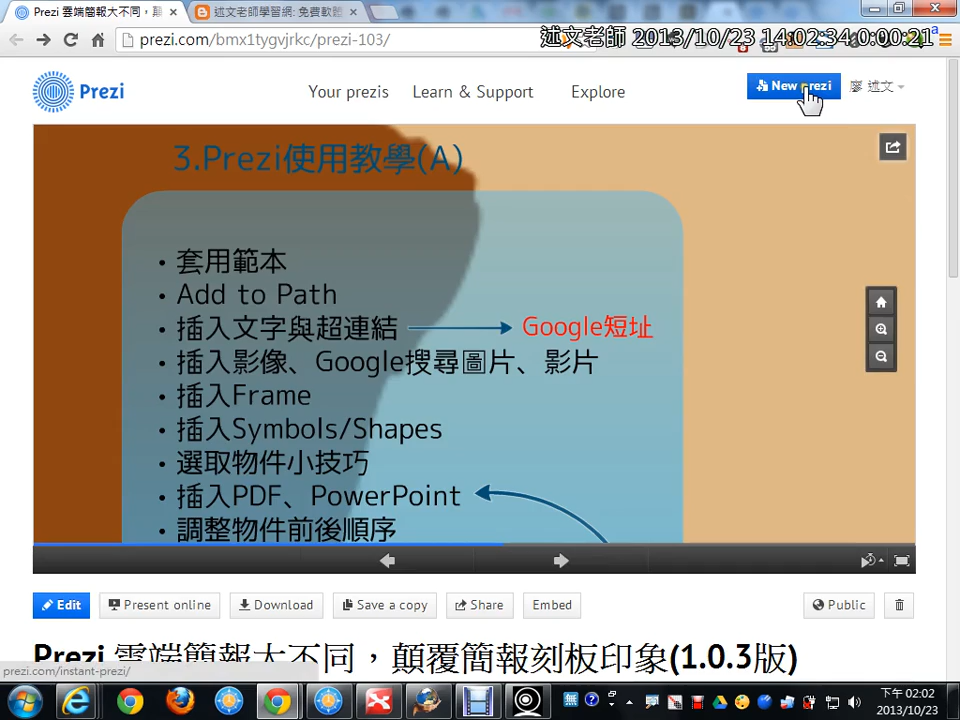 Prezi 雲端簡報大不同，顛
述文老師學習網: 免費軟體
prezi.com/bmx1tygvjrkc/prezi-103/
述文老師 2013/10/23 14:02:34 0:00:21
Prezi
Your prezis
Learn & Support
Explore
New Prezi
廖 述文
3.Prezi使用教學(A)
• 套用範本
• Add to Path
• 插入文字與超連結
Google短址
• 插入影像、Google搜尋圖片、影片
• 插入Frame
• 插入Symbols/Shapes
• 選取物件小技巧
• 插入PDF、PowerPoint
• 調整物件前後順序
Edit
Present online
Download
Save a copy
Share
Embed
Public
Prezi 雲端簡報大不同，顛覆簡報刻板印象(1.0.3版)
prezi.com/instant-prezi/
下午 02:02
2013/10/23